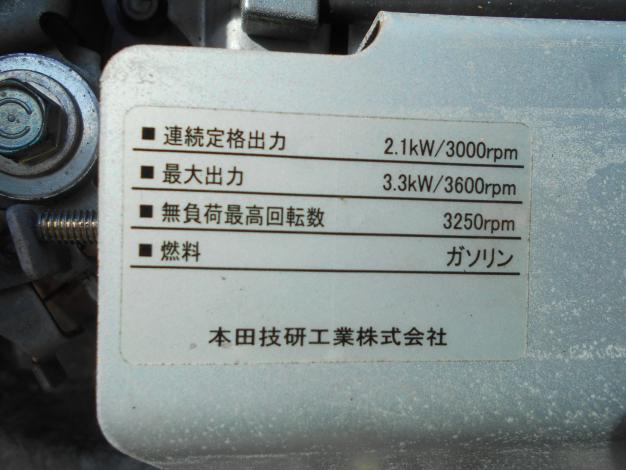 ■ 連続定格出力 2.1kW/3000rpm
■ 最大出力 3.3kW/3600rpm
■ 無負荷最高回転数 3250rpm
■ 燃料 ガソリン
本田技研工業株式会社